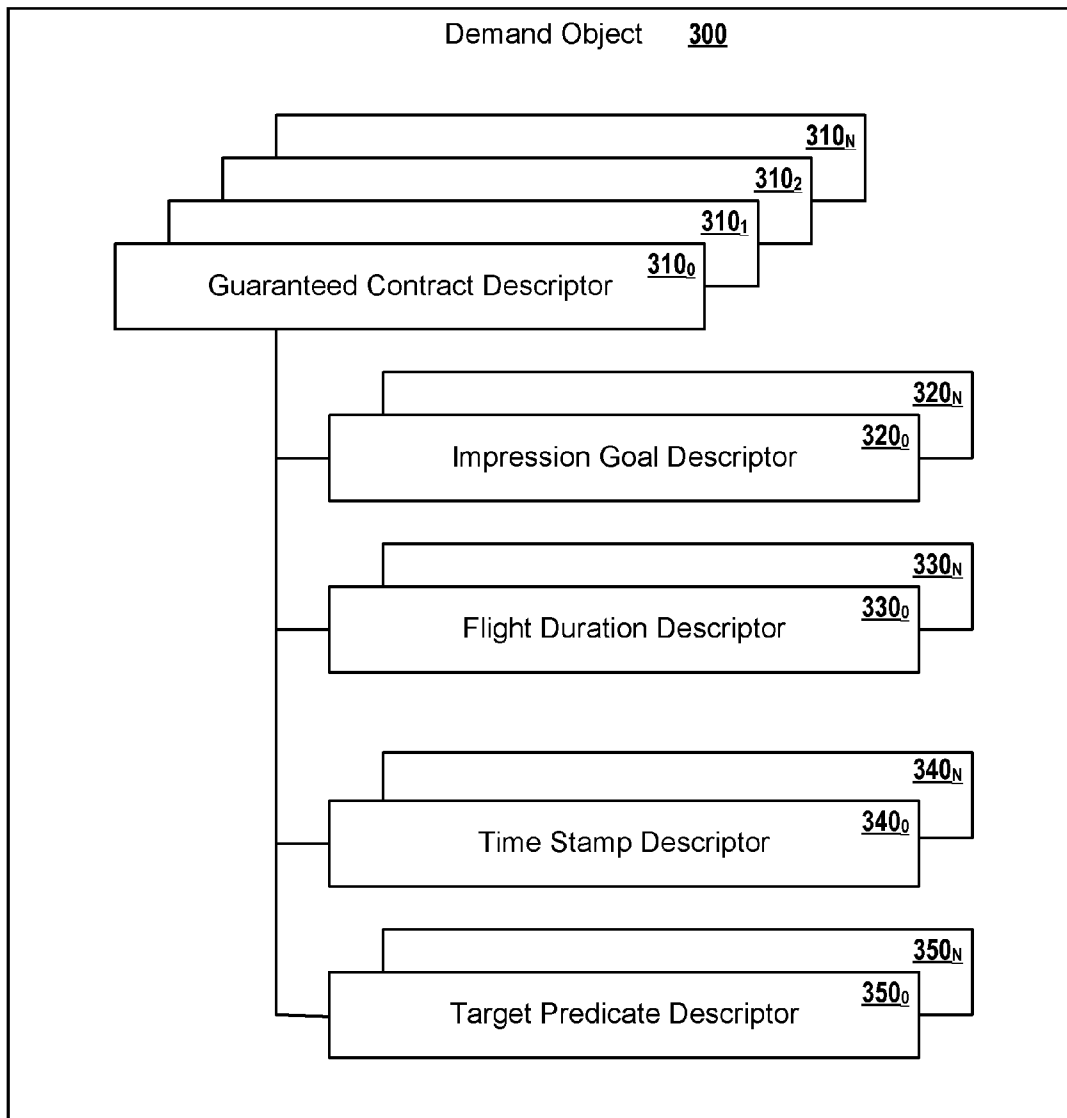 Demand Object 300
310N
3102
3101
3100
Guaranteed Contract Descriptor
320N
3200
Impression Goal Descriptor
330N
3300
Flight Duration Descriptor
340N
3400
Time Stamp Descriptor
350N
3500
Target Predicate Descriptor